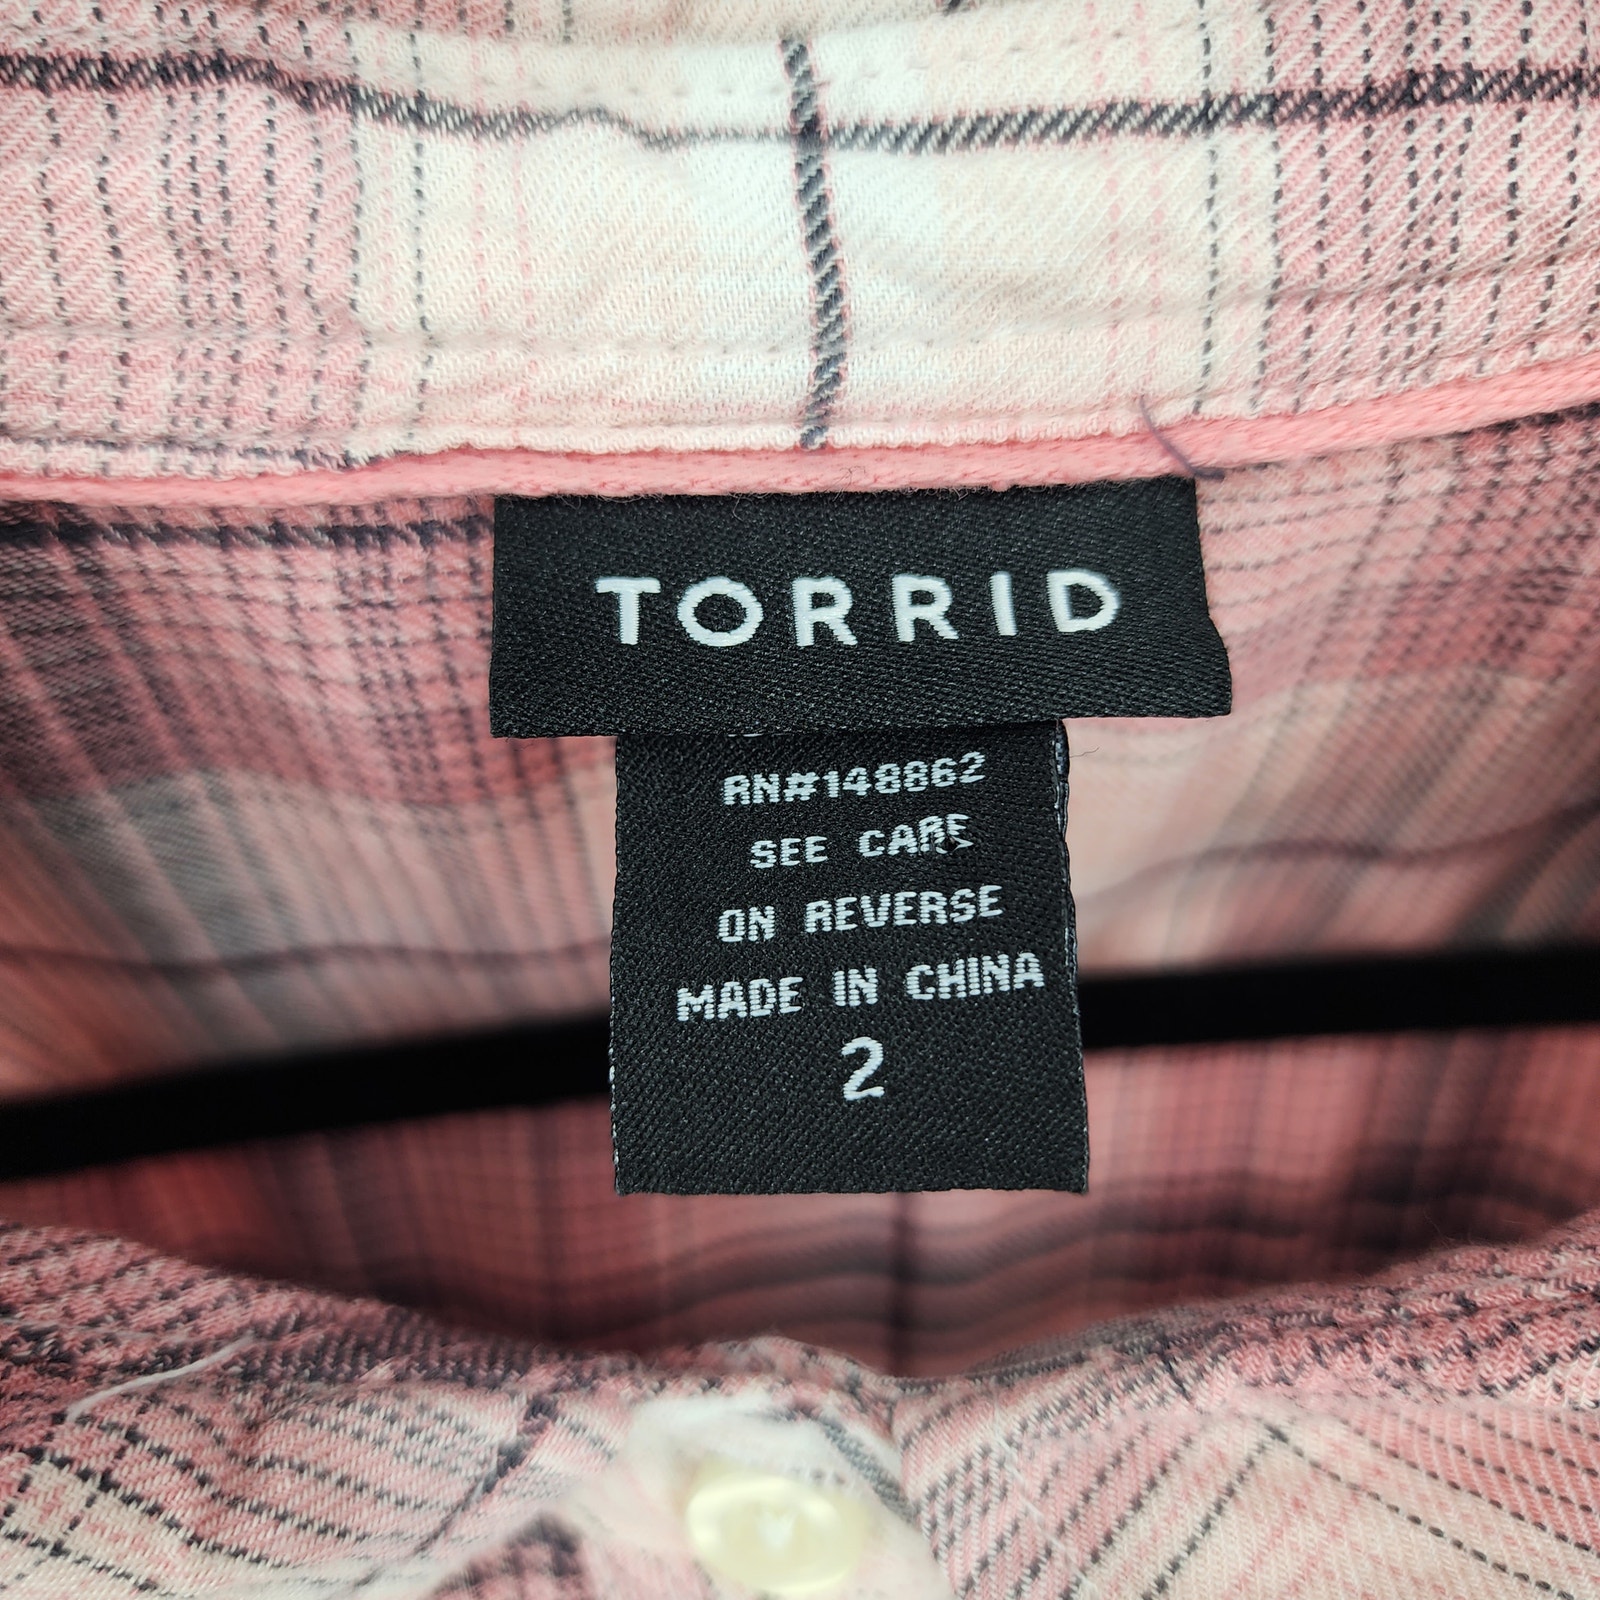 TORRID
RN#148862
SEE CARE
ON REVERSE
MADE IN CHINA
2